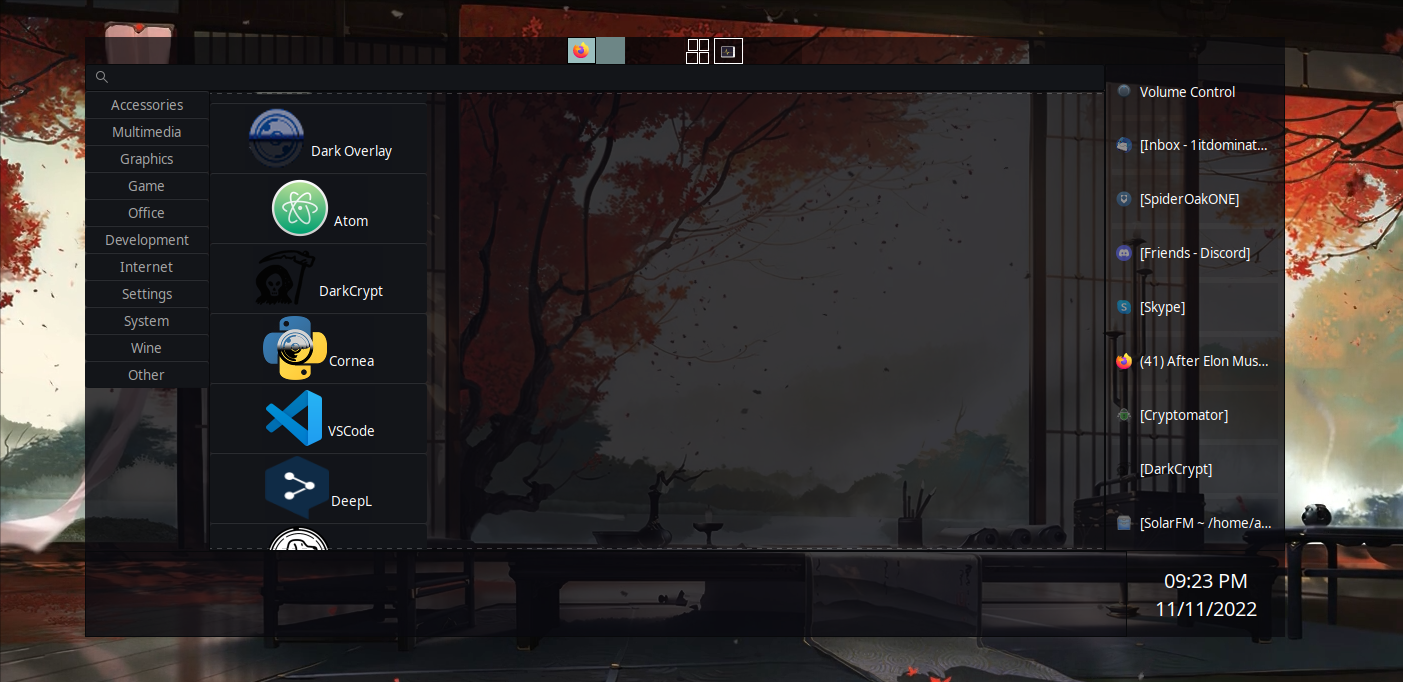 Accessories
Multimedia
Graphics
Game
Office
Development
Internet
Settings
System
Wine
Other
Dark Overlay
Atom
DarkCrypt
Cornea
VSCode
DeepL
Volume Control
[Inbox - 1itdominat...
[SpiderOakONE]
[Friends - Discord]
[Skype]
(41) After Elon Mus...
[Cryptomator]
[DarkCrypt]
[SolarFM ~ /home/a...
09:23 PM
11/11/2022